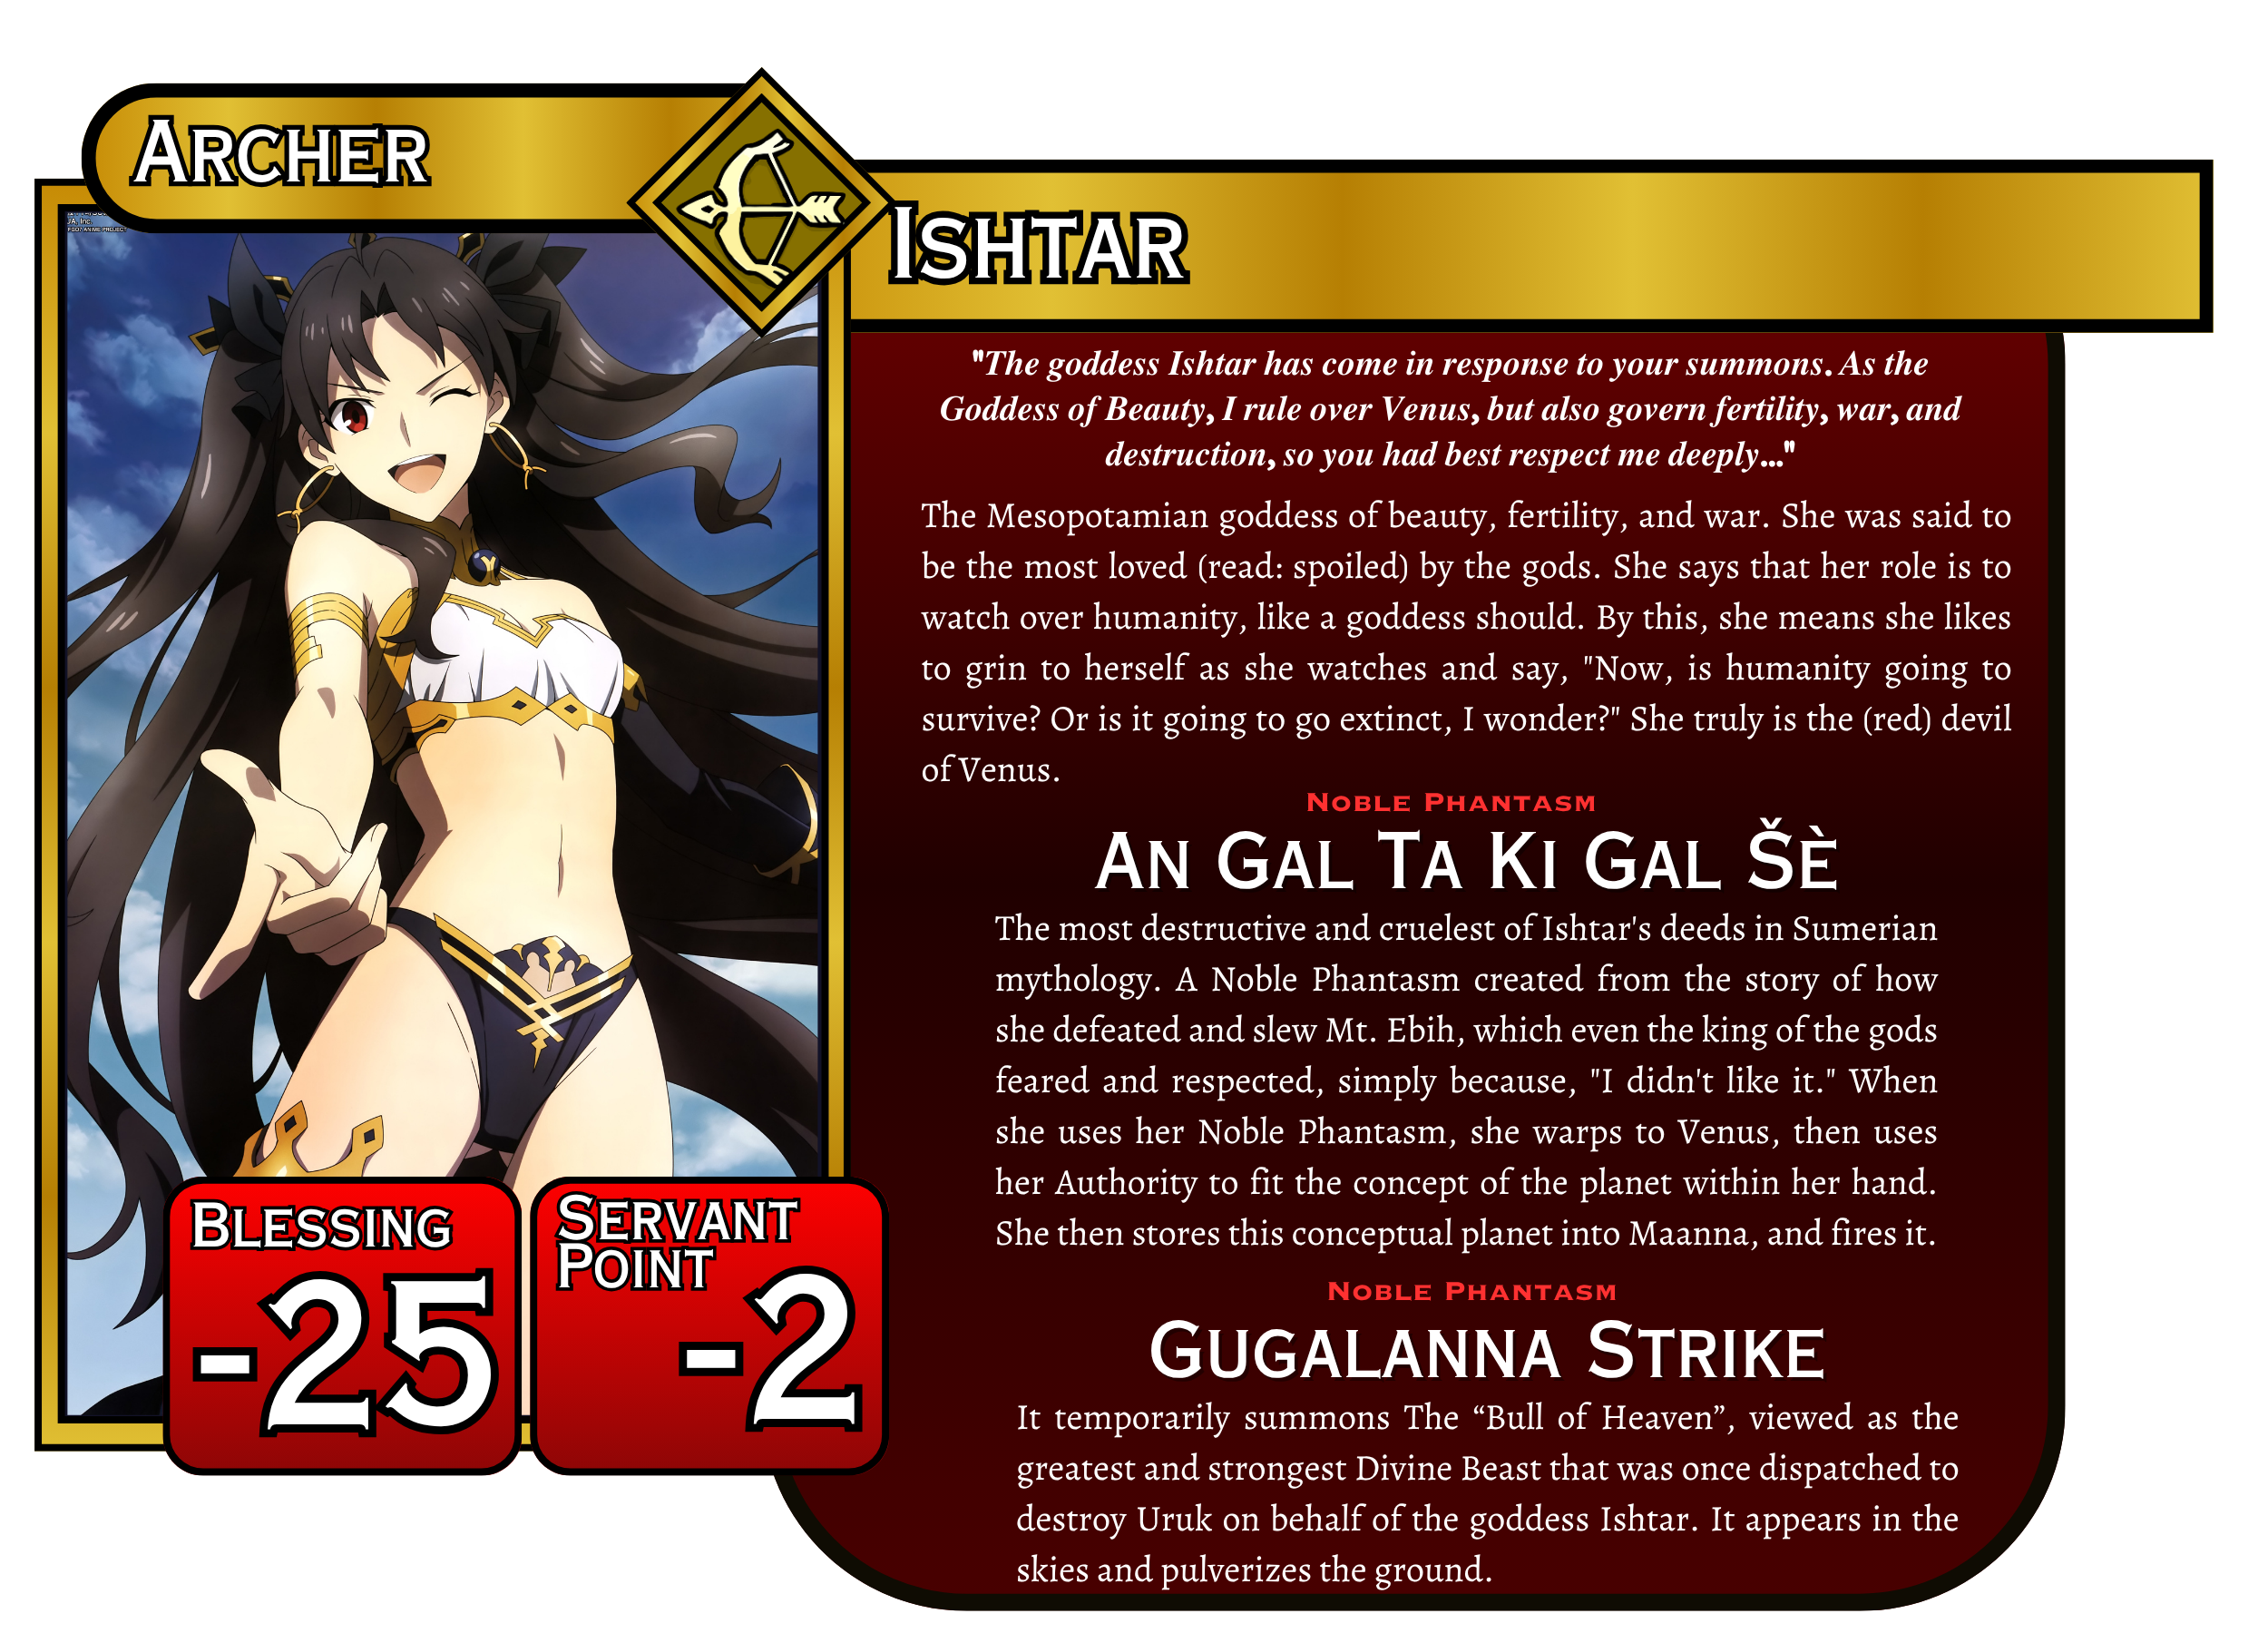 Archer
JA, Inc
FGO7 ANIME PROJECT
Ishtar
"The goddess Ishtar has come in response to your summons. As the
Goddess of Beauty, I rule over Venus, but also govern fertility, war, and
destruction, so you had best respect me deeply..."
The Mesopotamian goddess of beauty, fertility, and war. She was said to
be the most loved (read: spoiled) by the gods. She says that her role is to
watch over humanity, like a goddess should. By this, she means she likes
to grin to herself as she watches and say, "Now, is humanity going to
survive? Or is it going to go extinct, I wonder?" She truly is the (red) devil
of Venus.
Noble Phantasm
An Gal Ta Ki Gal Šè
The most destructive and cruelest of Ishtar's deeds in Sumerian
mythology. A Noble Phantasm created from the story of how
she defeated and slew Mt. Ebih, which even the king of the gods
feared and respected, simply because, "I didn't like it." When
she uses her Noble Phantasm, she warps to Venus, then uses
her Authority to fit the concept of the planet within her hand.
She then stores this conceptual planet into Maanna, and fires it.
Noble Phantasm
Gugalanna Strike
It temporarily summons The “Bull of Heaven”, viewed as the
greatest and strongest Divine Beast that was once dispatched to
destroy Uruk on behalf of the goddess Ishtar. It appears in the
skies and pulverizes the ground.
Blessing
-25
Servant
Point
-2